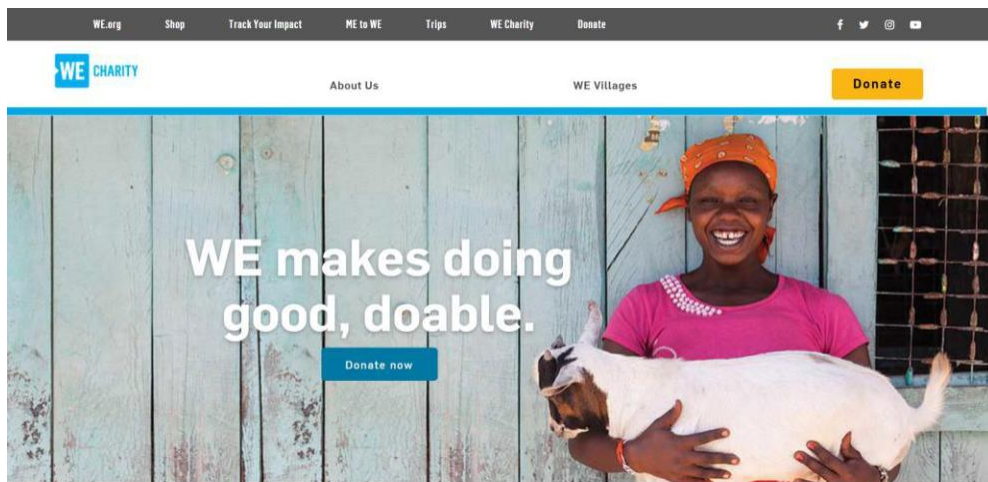 WE.org Shop Track Your Impact ME to WE Trips WE Charity Donate
WE CHARITY
About Us WE Villages Donate
WE makes doing
good, doable.
Donate now